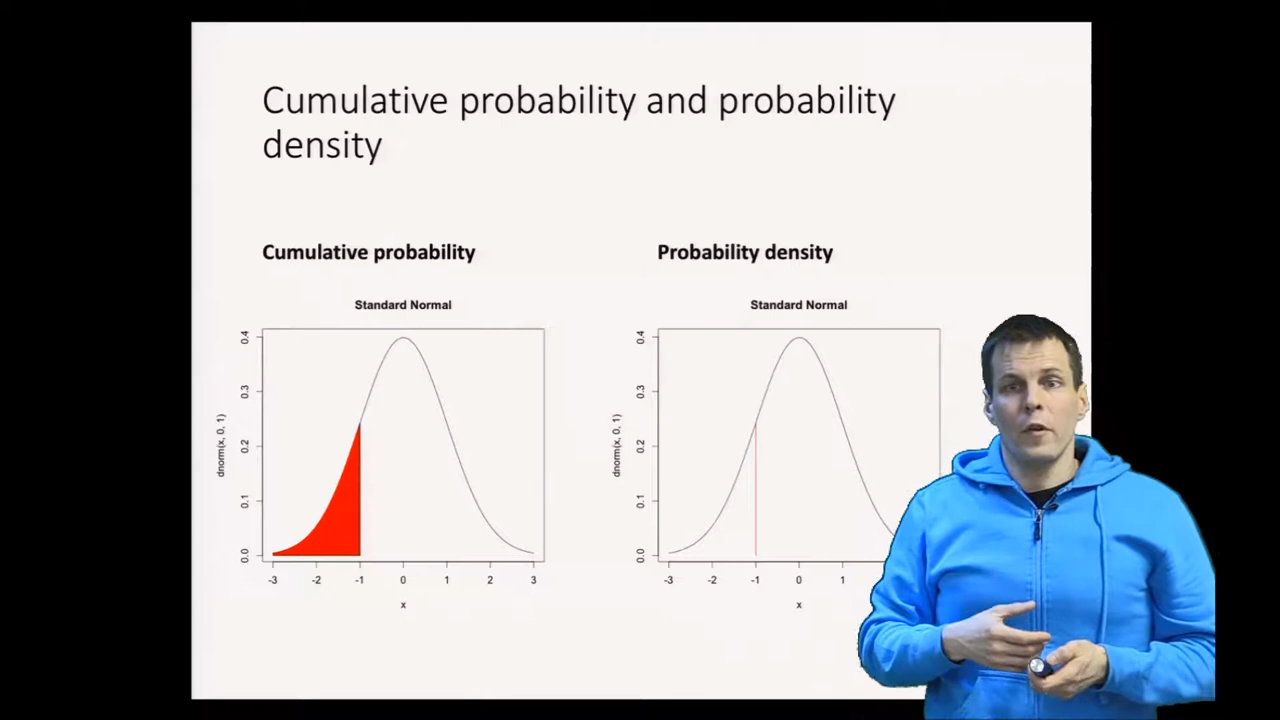 Cumulative probability and probability
density
Cumulative probability
Probability density
Standard Normal
dnorm(x, 0, 1)
0.4
0.3
0.2
0.1
0.0
-3 -2 -1 0 1 2 3
x
Standard Normal
dnorm(x, 0, 1)
0.4
0.3
0.2
0.1
0.0
-3 -2 -1 0 1
x